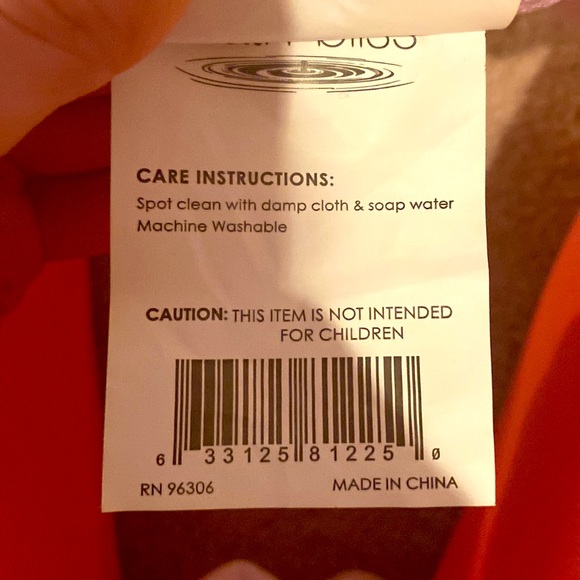 CARE INSTRUCTIONS:
Spot clean with damp cloth & soap water
Machine Washable
CAUTION: THIS ITEM IS NOT INTENDED
FOR CHILDREN
6 33125 81225 0
RN 96306
MADE IN CHINA